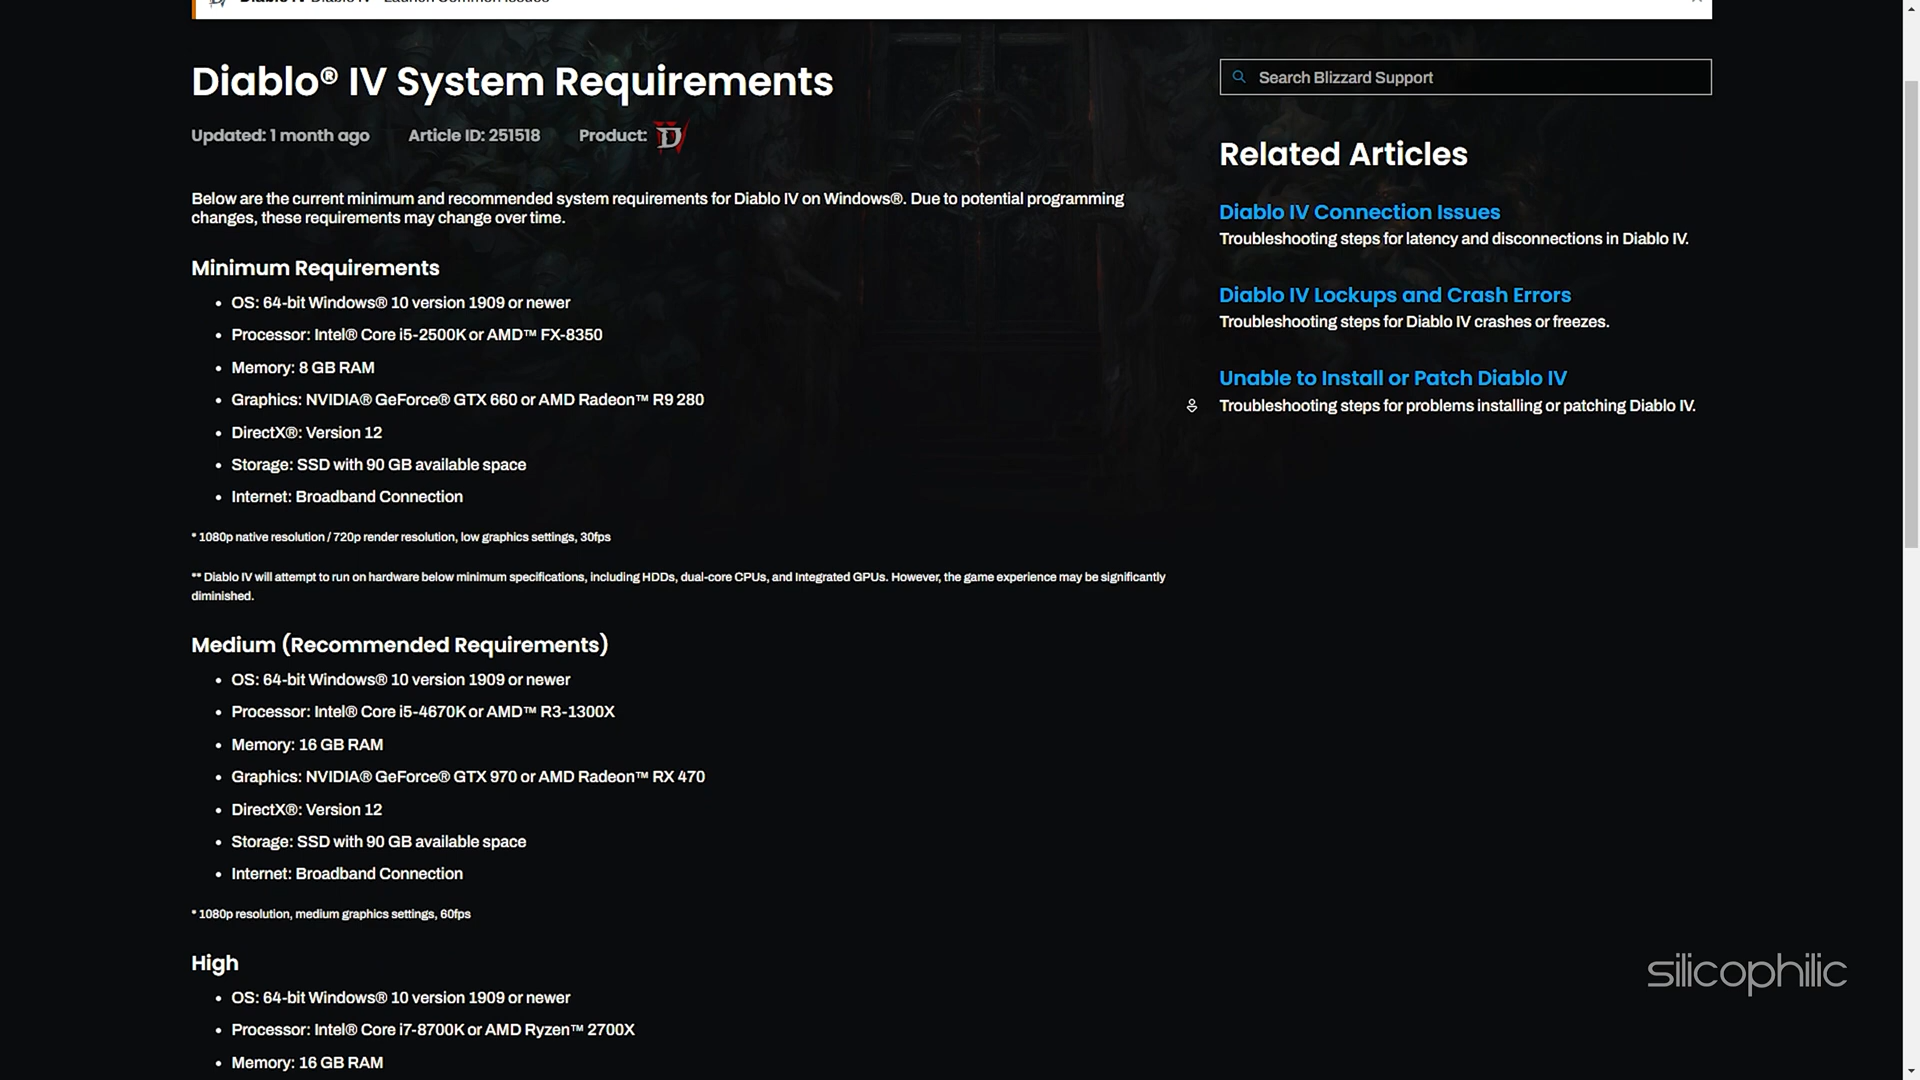 Diablo® IV System Requirements
Updated: 1 month ago Article ID: 251518 Product:
Below are the current minimum and recommended system requirements for Diablo IV on Windows®. Due to potential programming
changes, these requirements may change over time.
Minimum Requirements
• OS: 64-bit Windows® 10 version 1909 or newer
• Processor: Intel® Core i5-2500K or AMD™ FX-8350
• Memory: 8 GB RAM
• Graphics: NVIDIA® GeForce® GTX 660 or AMD Radeon™ R9 280
• DirectX®: Version 12
• Storage: SSD with 90 GB available space
• Internet: Broadband Connection
* 1080p native resolution / 720p render resolution, low graphics settings, 30fps
** Diablo IV will attempt to run on hardware below minimum specifications, including HDDs, dual-core CPUs, and Integrated GPUs. However, the game experience may be significantly
diminished.
Medium (Recommended Requirements)
• OS: 64-bit Windows® 10 version 1909 or newer
• Processor: Intel® Core i5-4670K or AMD™ R3-1300X
• Memory: 16 GB RAM
• Graphics: NVIDIA® GeForce® GTX 970 or AMD Radeon™ RX 470
• DirectX®: Version 12
• Storage: SSD with 90 GB available space
• Internet: Broadband Connection
* 1080p resolution, medium graphics settings, 60fps
High
• OS: 64-bit Windows® 10 version 1909 or newer
• Processor: Intel® Core i7-8700K or AMD Ryzen™ 2700X
• Memory: 16 GB RAM
Search Blizzard Support
Related Articles
Diablo IV Connection Issues
Troubleshooting steps for latency and disconnections in Diablo IV.
Diablo IV Lockups and Crash Errors
Troubleshooting steps for Diablo IV crashes or freezes.
Unable to Install or Patch Diablo IV
Troubleshooting steps for problems installing or patching Diablo IV.
silicophilic